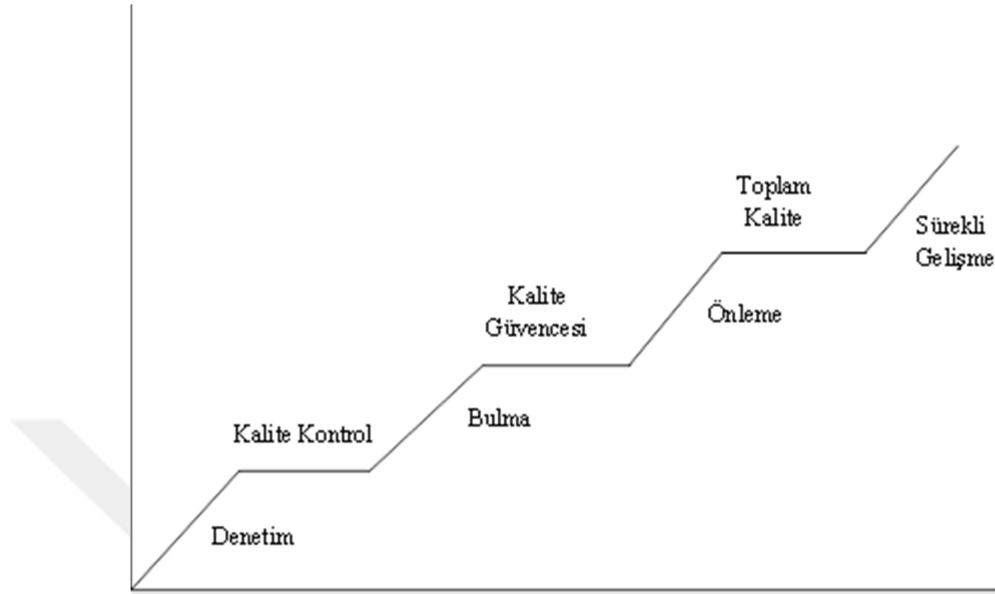 Toplam
Kalite
Sürekli
Gelişme
Kalite
Güvencesi
Önleme
Bulma
Kalite Kontrol
Denetim